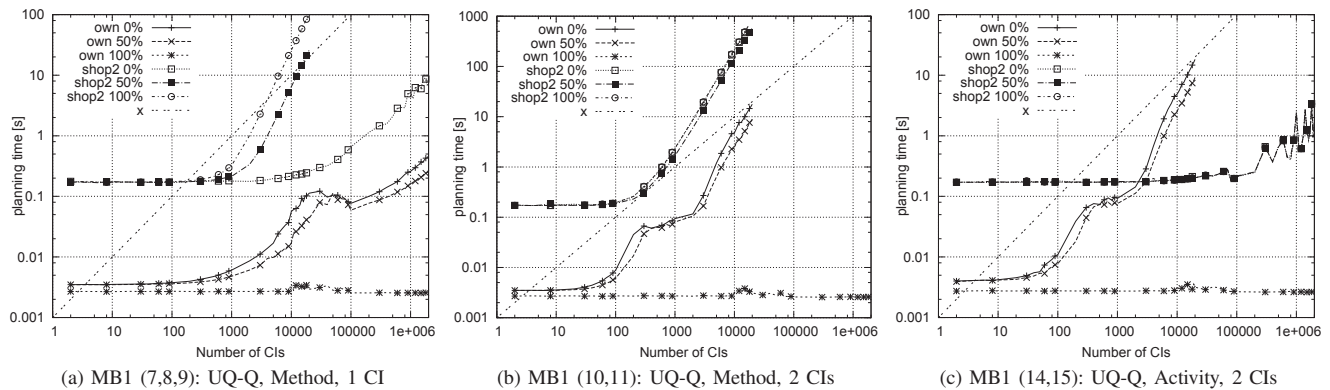 100
10
1
0.1
0.01
0.001
planning time [s]
own 0%
own 50%
own 100%
shop2 0%
shop2 50%
shop2 100%
x
1 10 100 1000 10000 100000 1e+006
Number of CIs
(a) MB1 (7,8,9): UQ-Q, Method, 1 CI
1000
100
10
1
0.1
0.01
0.001
planning time [s]
own 0%
own 50%
own 100%
shop2 0%
shop2 50%
shop2 100%
x
1 10 100 1000 10000 100000 1e+006
Number of CIs
(b) MB1 (10,11): UQ-Q, Method, 2 CIs
100
10
1
0.1
0.01
0.001
planning time [s]
own 0%
own 50%
own 100%
shop2 0%
shop2 50%
shop2 100%
x
1 10 100 1000 10000 100000 1e+006
Number of CIs
(c) MB1 (14,15): UQ-Q, Activity, 2 CIs